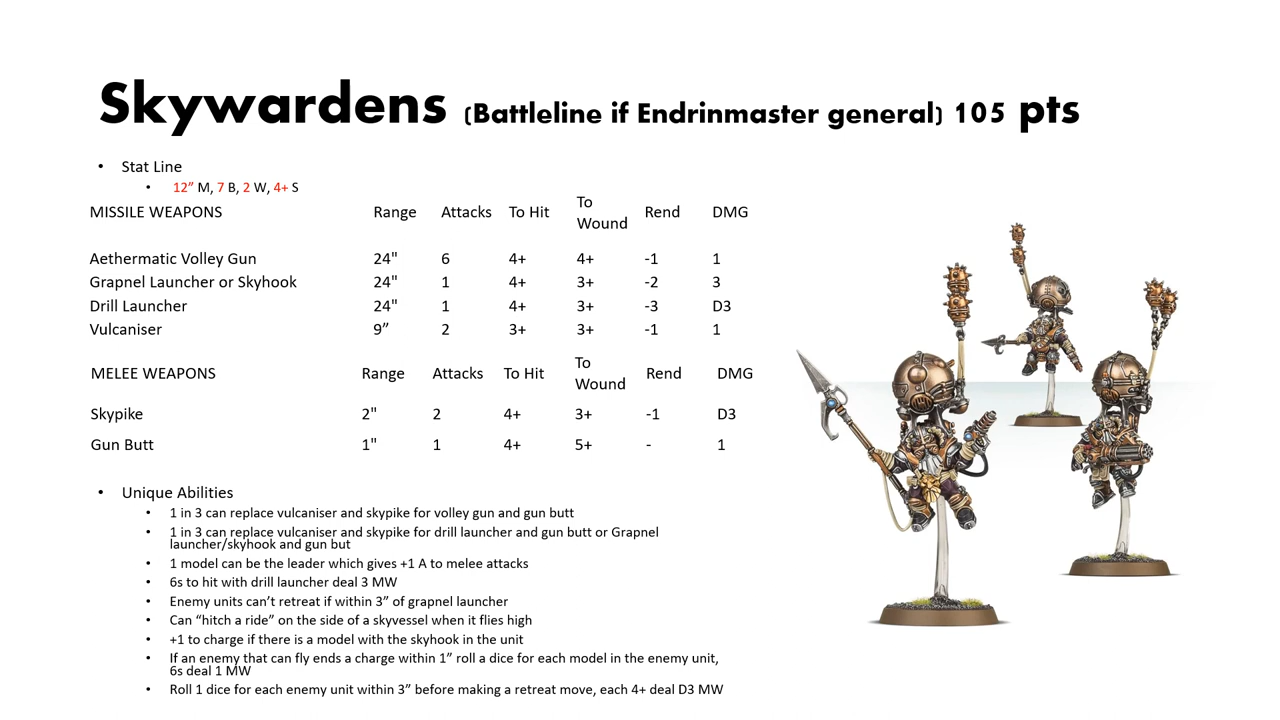 Skywardens (Battleline if Endrinmaster general) 105 pts
• Stat Line
• 12” M, 7 B, 2 W, 4+ S
MISSILE WEAPONS Range Attacks To Hit To Wound Rend DMG
Aethermatic Volley Gun 24" 6 4+ 4+ -1 1
Grapnel Launcher or Skyhook 24" 1 4+ 3+ -2 3
Drill Launcher 24" 1 4+ 3+ -3 D3
Vulcaniser 9” 2 3+ 3+ -1 1
MELEE WEAPONS Range Attacks To Hit To Wound Rend DMG
Skypike 2" 2 4+ 3+ -1 D3
Gun Butt 1" 1 4+ 5+ - 1
• Unique Abilities
• 1 in 3 can replace vulcaniser and skypike for volley gun and gun butt
• 1 in 3 can replace vulcaniser and skypike for drill launcher and gun butt or Grapnel
launcher/skyhook and gun but
• 1 model can be the leader which gives +1 A to melee attacks
• 6s to hit with drill launcher deal 3 MW
• Enemy units can’t retreat if within 3” of grapnel launcher
• Can “hitch a ride” on the side of a skyvessel when it flies high
• +1 to charge if there is a model with the skyhook in the unit
• If an enemy that can fly ends a charge within 1” roll a dice for each model in the enemy unit,
6s deal 1 MW
• Roll 1 dice for each enemy unit within 3” before making a retreat move, each 4+ deal D3 MW